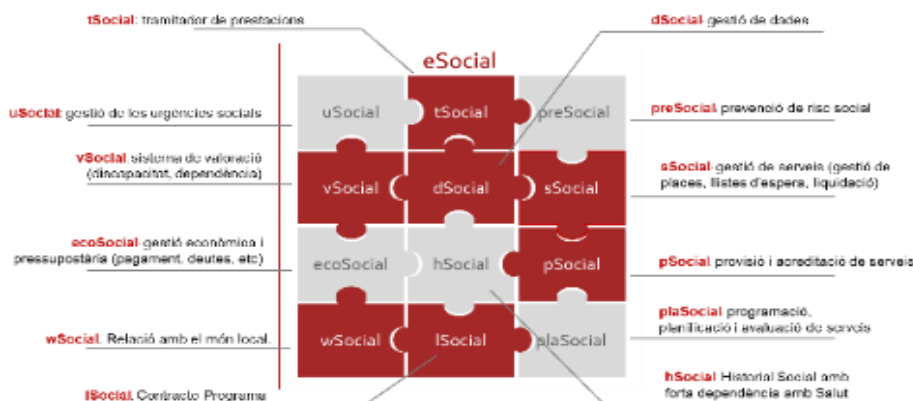 tSocial: tramitador de prestacions
dSocial: gestió de dades
eSocial
uSocial: gestió de les urgències socials
uSocial
tSocial
preSocial
preSocial: prevenció de risc social
vSocial: sistema de valoració
(discapacitat, dependència)
vSocial
dSocial
sSocial
sSocial: gestió de serveis (gestió de
places, llistes d'espera, liquidació)
ecoSocial: gestió econòmica i
pressupostària (pagament, deutes, etc)
ecoSocial
hSocial
pSocial
pSocial: provisió i acreditació de serveis
wSocial. Relació amb el món local.
wSocial
lSocial
plaSocial
plaSocial: programació,
planificació i avaluació de serveis
lSocial. Contracto Programa
hSocial: Historial Social amb
forta dependència amb Salut